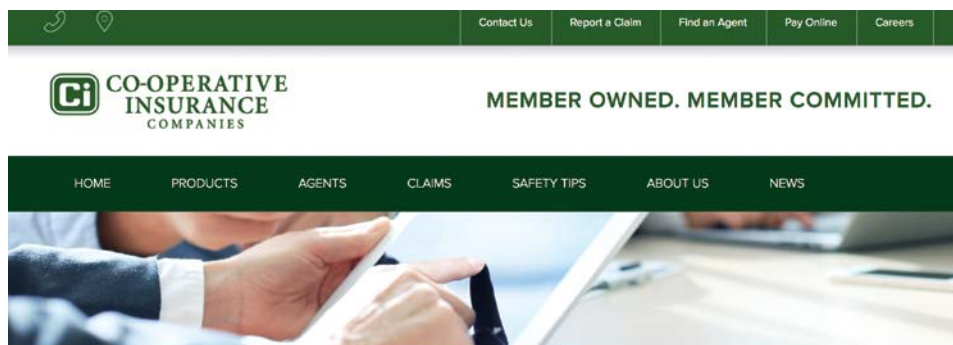 Contact Us Report a Claim Find an Agent Pay Online Careers
Ci CO-OPERATIVE
INSURANCE
COMPANIES
MEMBER OWNED. MEMBER COMMITTED.
HOME PRODUCTS AGENTS CLAIMS SAFETY TIPS ABOUT US NEWS